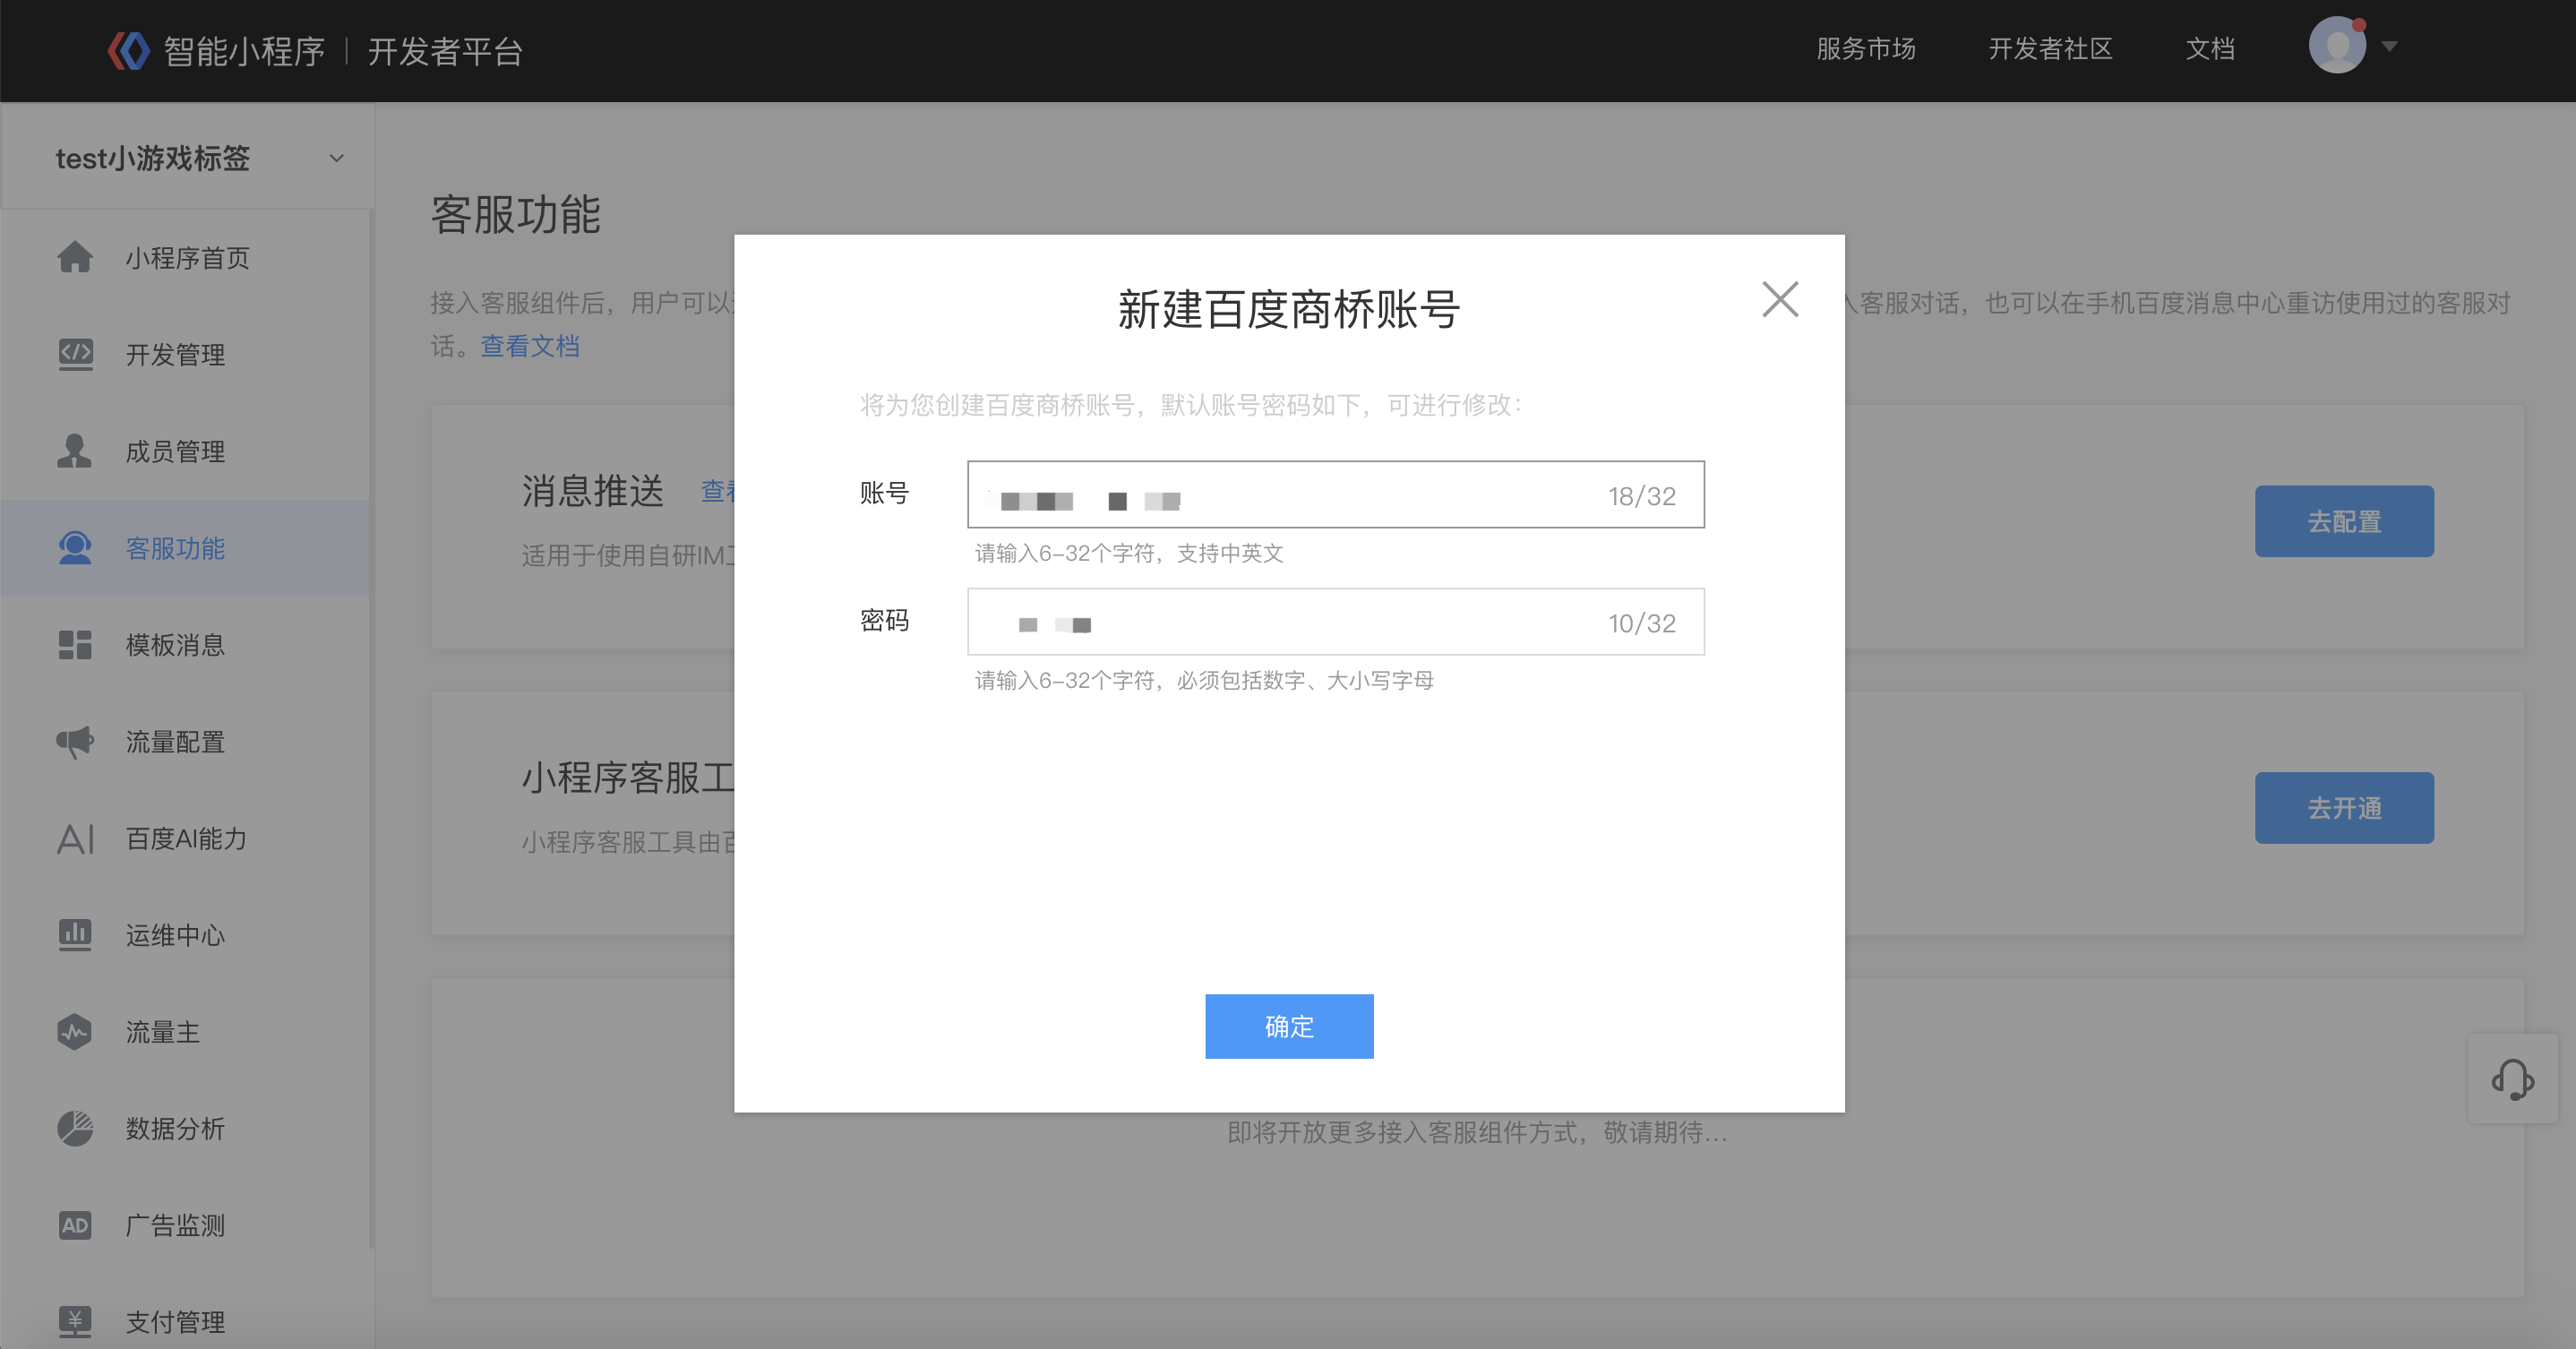 智能小程序 | 开发者平台
服务市场
开发者社区
文档
test小游戏标签
小程序首页
开发管理
成员管理
客服功能
模板消息
流量配置
AI 百度AI能力
运维中心
流量主
数据分析
AD 广告监测
¥ 支付管理
客服功能
接入客服组件后，用户可以
入客服对话，也可以在手机百度消息中心重访使用过的客服对
话。查看文档
消息推送 查看
适用于使用自研IM工
去配置
小程序客服工
小程序客服工具由百
去开通
即将开放更多接入客服组件方式，敬请期待...
新建百度商桥账号
将为您创建百度商桥账号，默认账号密码如下，可进行修改：
账号
18/32
请输入6-32个字符，支持中英文
密码
10/32
请输入6-32个字符，必须包括数字、大小写字母
确定